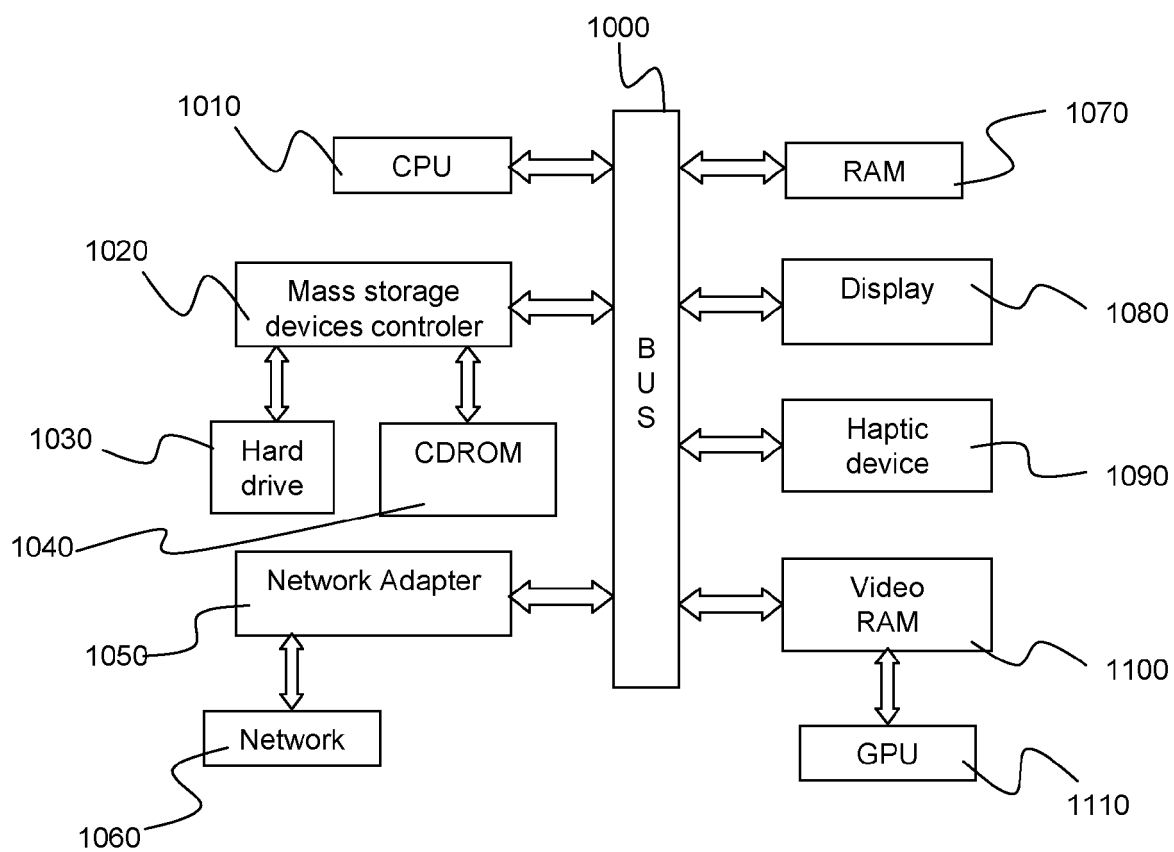 1000
1010
CPU
RAM
1070
1020
Mass storage
devices controler
Display
1080
B
U
S
1030
Hard
drive
CDROM
Haptic
device
1090
1040
Network Adapter
Video
RAM
1050
1100
Network
GPU
1060
1110